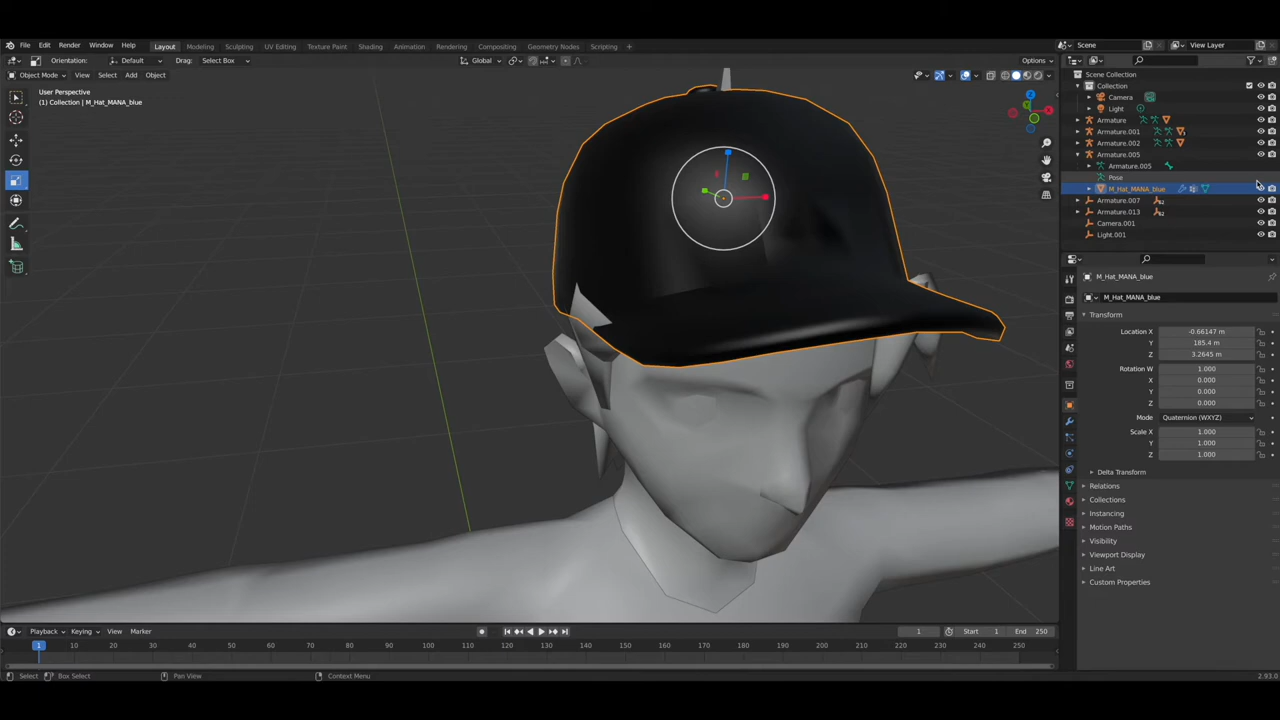 File Edit Render Window Help Layout Modeling Sculpting UV Editing Texture Paint Shading Animation Rendering Compositing Geometry Nodes Scripting + Scene View Layer
Orientation: Default Drag: Select Box Global Options
Object Mode View Select Add Object
User Perspective
(1) Collection | M_Hat_MANA_blue
Scene Collection
Collection
Camera
Light
Armature
Armature.001
Armature.002
Armature.005
Armature.005
Pose
M_Hat_MANA_blue
Armature.007
Armature.013
Camera.001
Light.001
M_Hat_MANA_blue
M_Hat_MANA_blue
Transform
Location X -0.66147 m
Y 185.4 m
Z 3.2645 m
Rotation W 1.000
X 0.000
Y 0.000
Z 0.000
Mode Quaternion (WXYZ)
Scale X 1.000
Y 1.000
Z 1.000
Delta Transform
Relations
Collections
Instancing
Motion Paths
Visibility
Viewport Display
Line Art
Custom Properties
Playback Keying View Marker 1 Start 1 End 250
1 10 20 30 40 50 60 70 80 90 100 110 120 130 140 150 160 170 180 190 200 210 220 230 240 250
Select Box Select Pan View Context Menu 2.93.0